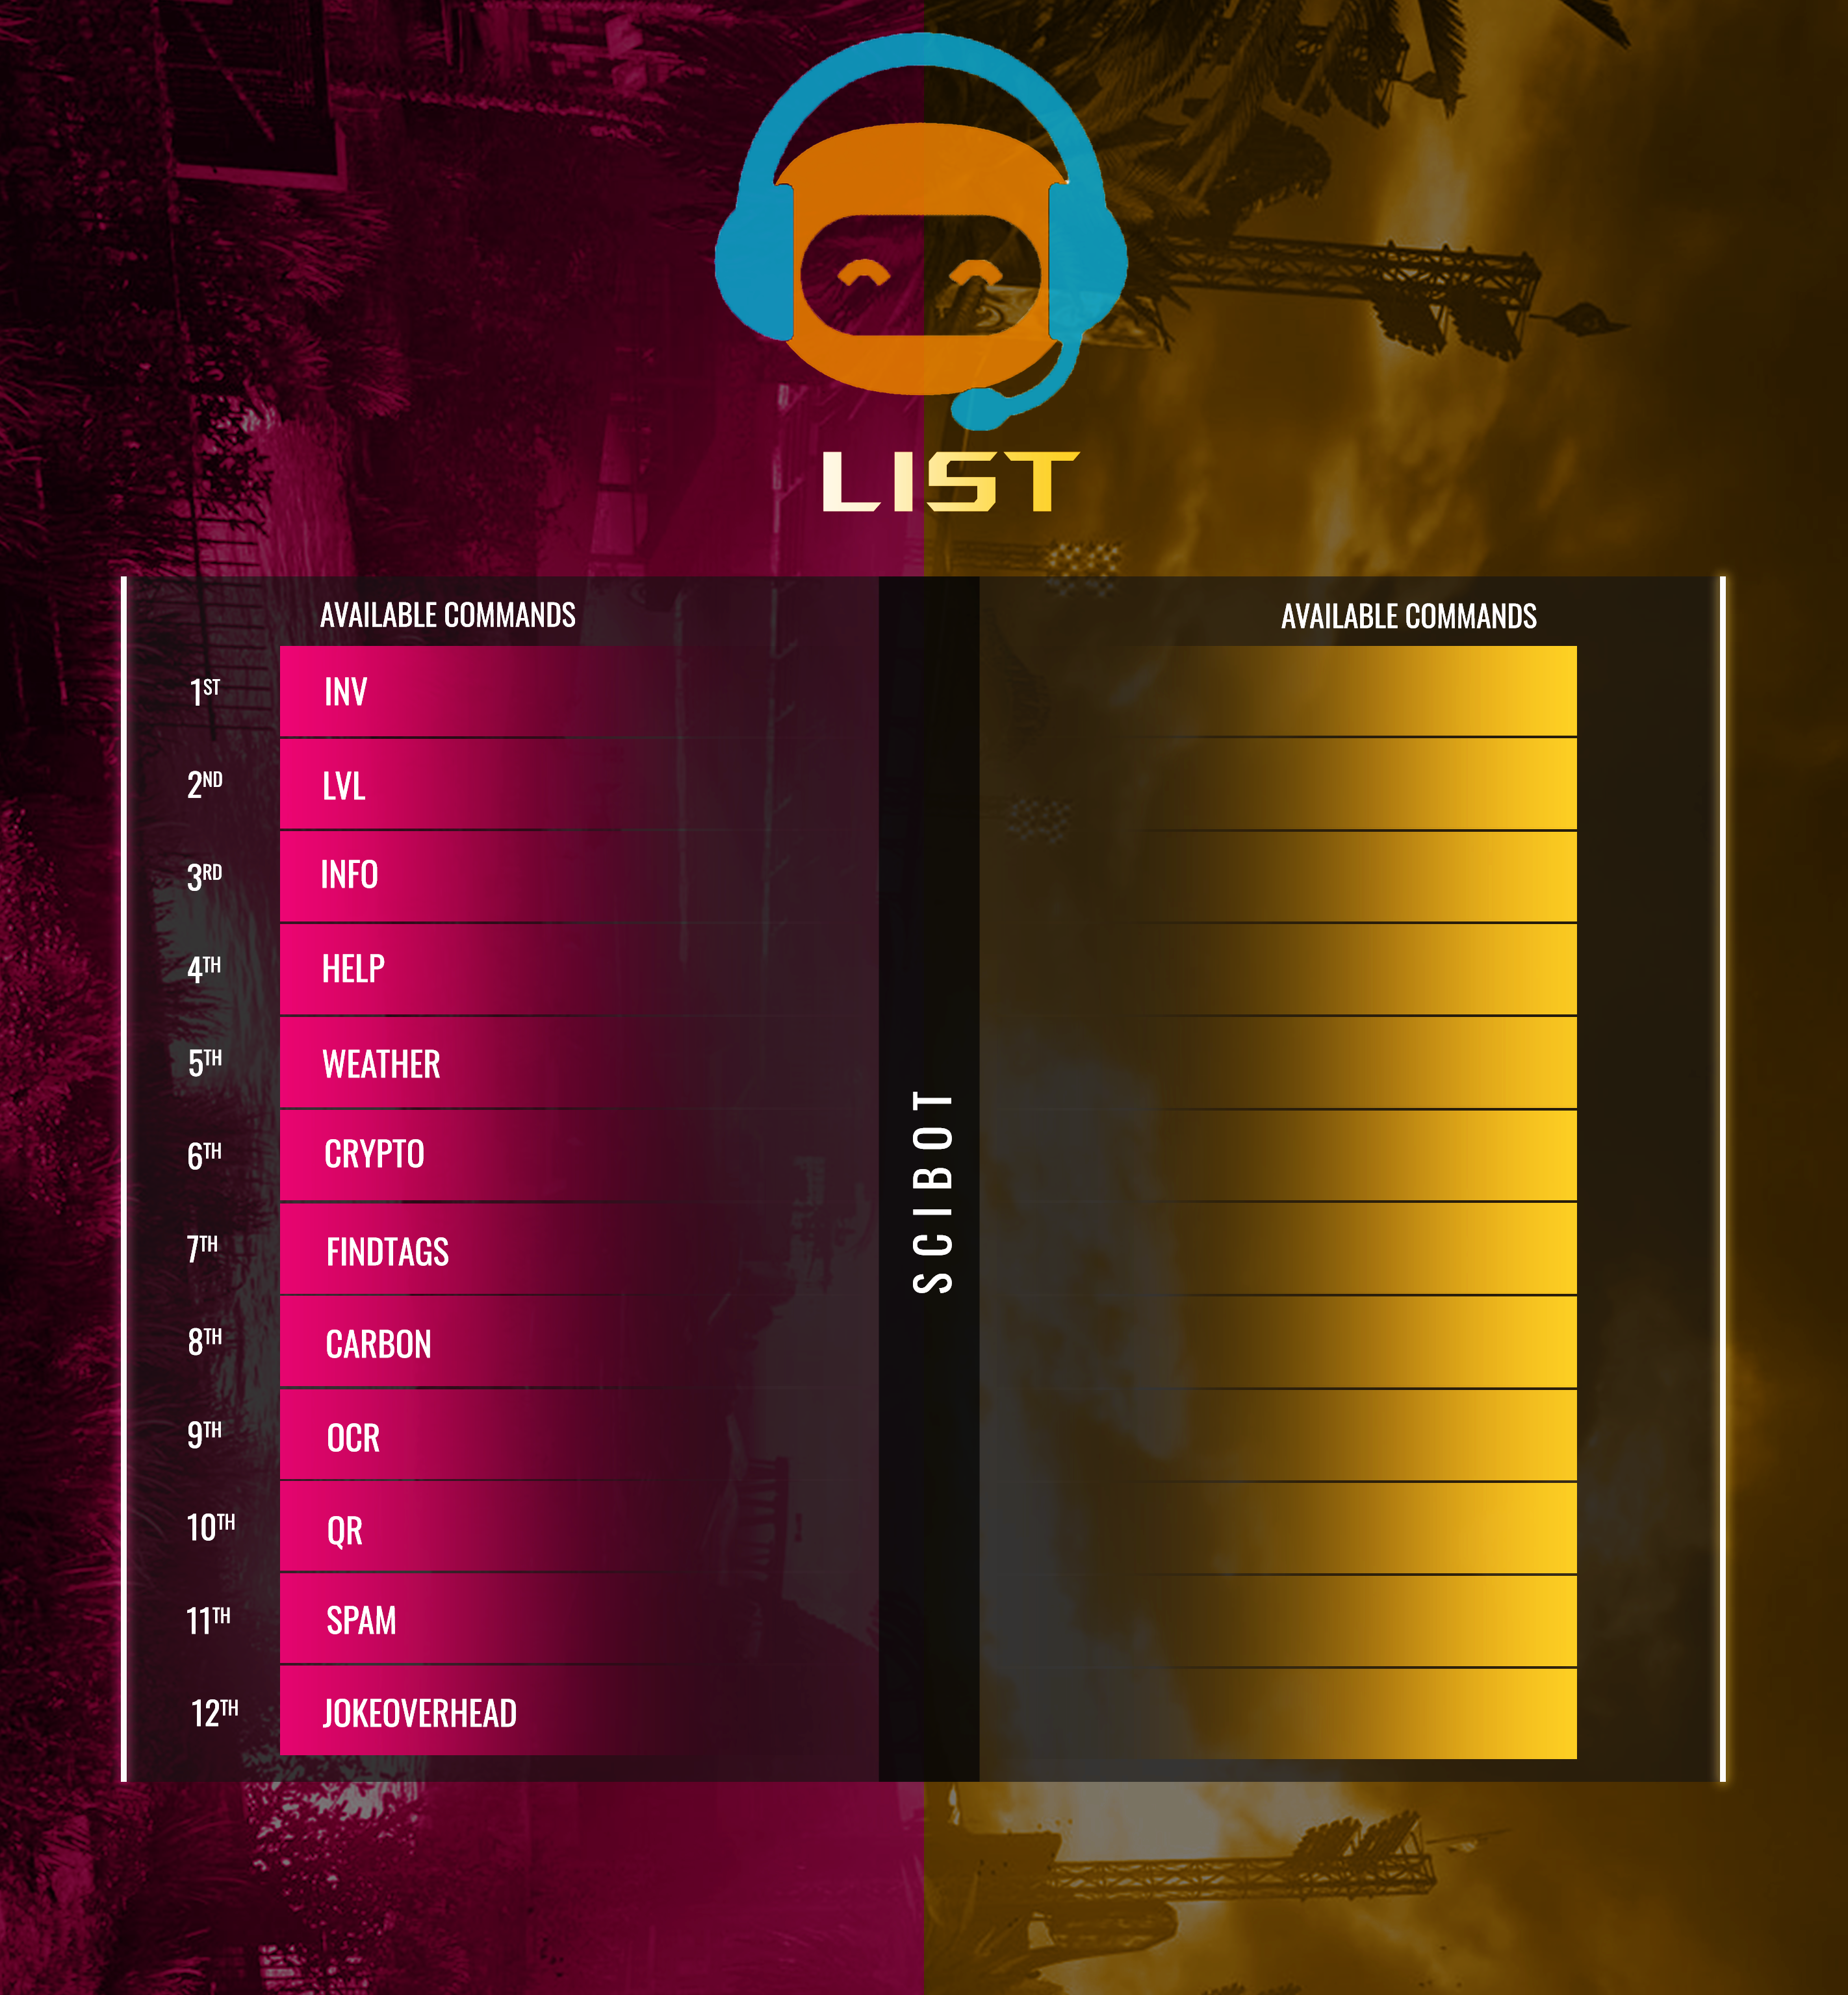 LIST
AVAILABLE COMMANDS
1ST INV
2ND LVL
3RD INFO
4TH HELP
5TH WEATHER
6TH CRYPTO
7TH FINDTAGS
8TH CARBON
9TH OCR
10TH QR
11TH SPAM
12TH JOKEOVERHEAD
SCIBOT
AVAILABLE COMMANDS